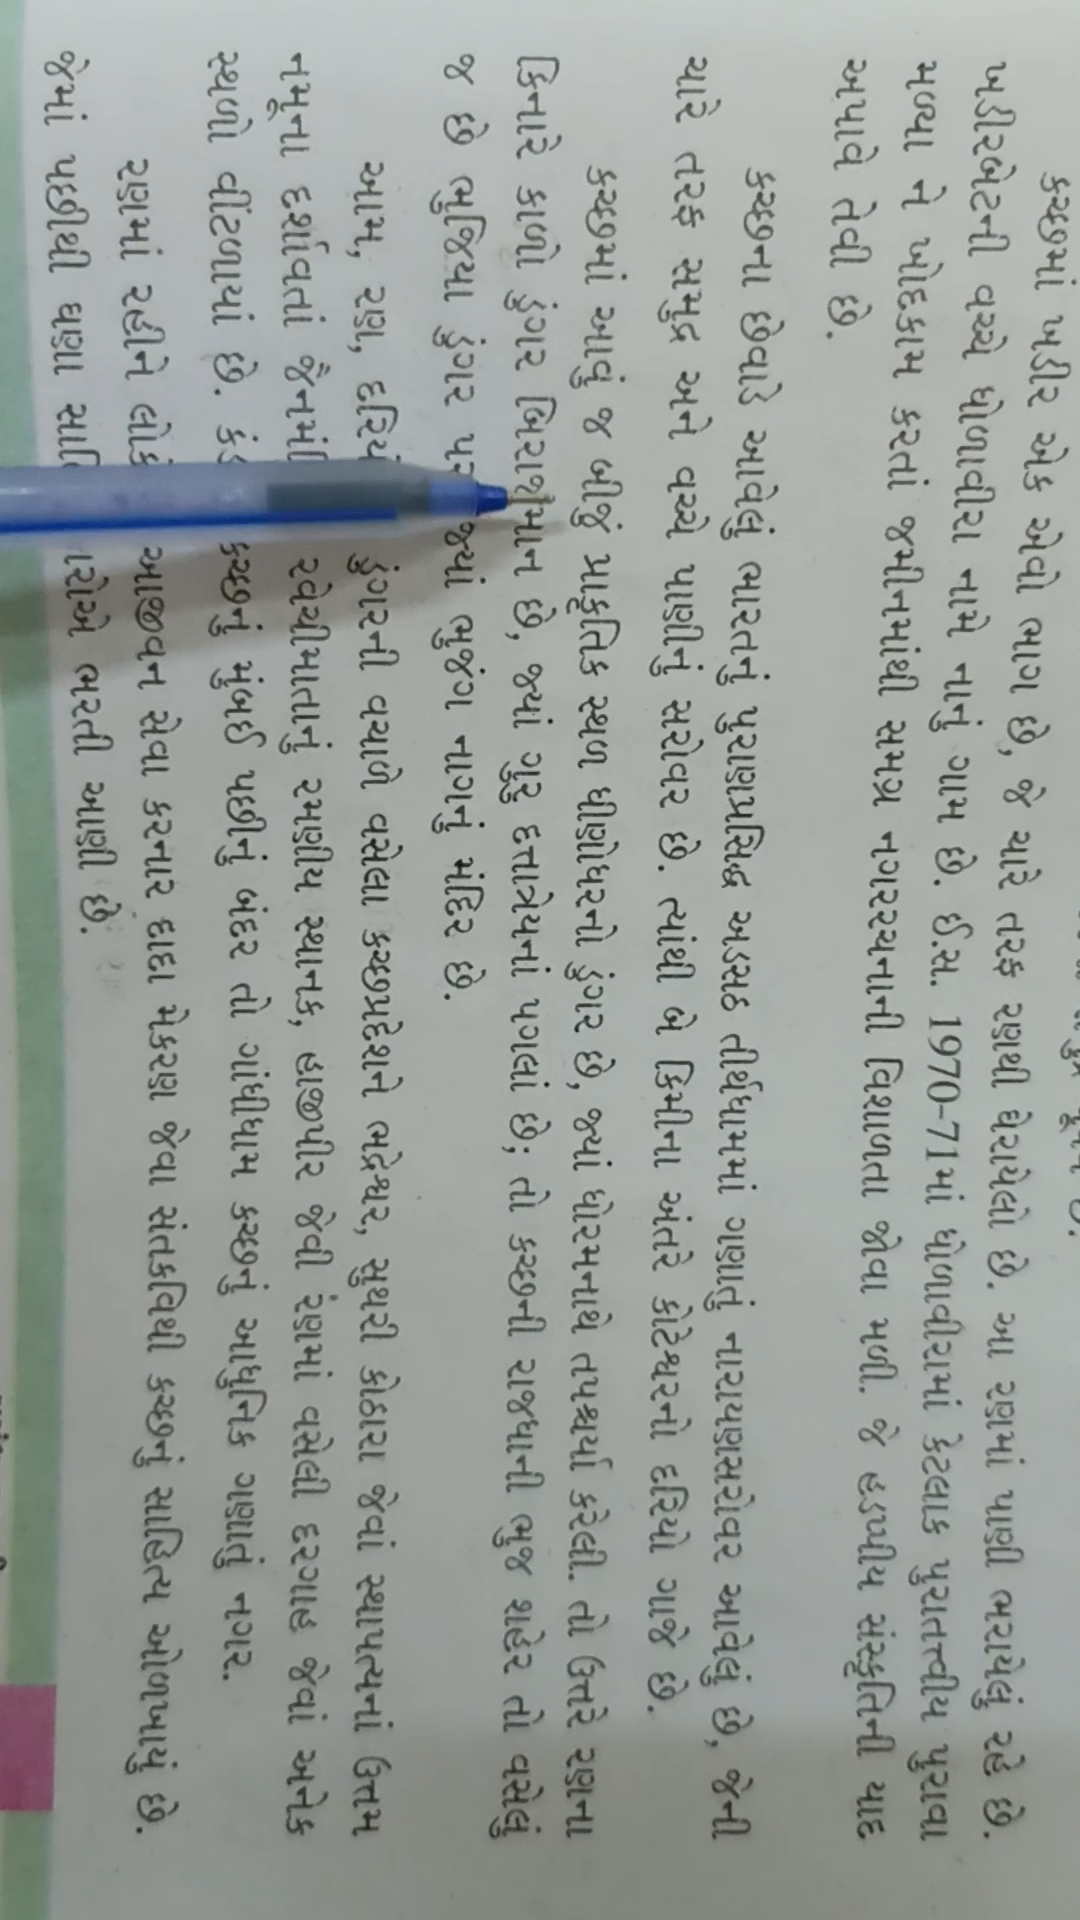 કચ્છમાં ખડીર એક એવો ભાગ છે, જે ચારે તરફ રણથી ઘેરાયેલો છે. આ રણમાં પાણી ભરાયેલું રહે છે.
ખડીરબેટની વચ્ચે ધોળાવીરા નામે નાનું ગામ છે. ઈ.સ. 1970-71માં ધોળાવીરામાં કેટલાક પુરાતત્ત્વીય પુરાવા
મળ્યા ને ખોદકામ કરતાં જમીનમાંથી સમગ્ર નગરરચનાની વિશાળતા જોવા મળી. જે હડપ્પીય સંસ્કૃતિની યાદ
અપાવે તેવી છે.
કચ્છના છેવાડે આવેલું ભારતનું પુરાણપ્રસિદ્ધ અડસઠ તીર્થધામમાં ગણાતું નારાયણસરોવર આવેલું છે, જેની
ચારે તરફ સમુદ્ર અને વચ્ચે પાણીનું સરોવર છે. ત્યાંથી બે કિમીના અંતરે કોટેશ્વરનો દરિયો ગાજે છે.
કચ્છમાં આવું જ બીજું પ્રાકૃતિક સ્થળ ધીણોધરનો ડુંગર છે, જ્યાં ધોરમનાથે તપશ્ચર્યા કરેલી. તો ઉત્તરે રણના
કિનારે કાળો ડુંગર બિરાજમાન છે, જ્યાં ગુરુ દત્તાત્રેયનાં પગલાં છે; તો કચ્છની રાજધાની ભુજ શહેર તો વસેલું
જ છે ભુજિયા ડુંગર પર જ્યાં ભુજંગ નાગનું મંદિર છે.
આમ, રણ, ડુંગરની વચાળે વસેલા કચ્છપ્રદેશને ભદ્રેશ્વર, સુથરી કોઠારા જેવાં સ્થાપત્યનાં ઉત્તમ
નમૂના દર્શાવતાં રવેચીમાતાનું રમણીય સ્થાનક, હાજીપીર જેવી રણમાં વસેલી દરગાહ જેવાં અનેક
સ્થળો વીંટળાયાં છે. કચ્છનું મુંબઈ પછીનું બંદર તો ગાંધીધામ કચ્છનું આધુનિક ગણાતું નગર.
રણમાં રહીને આજીવન સેવા કરનાર દાદા મેકરણ જેવા સંતકવિથી કચ્છનું સાહિત્ય ઓળખાયું છે.
જેમાં પછીથી ઘણા ભરતી આણી છે.